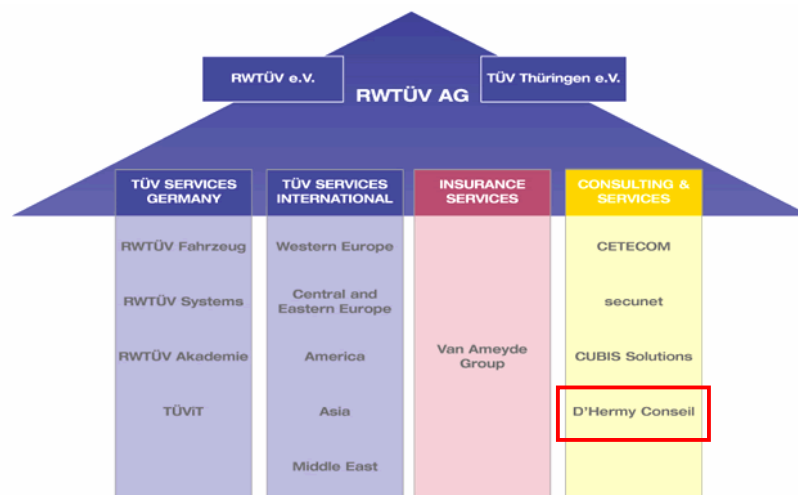 RWTÜV e.V.
TÜV Thüringen e.V.
RWTÜV AG
TÜV SERVICES
GERMANY
RWTÜV Fahrzeug
RWTÜV Systems
RWTÜV Akademie
TÜViT
TÜV SERVICES
INTERNATIONAL
Western Europe
Central and
Eastern Europe
America
Asia
Middle East
INSURANCE
SERVICES
Van Ameyde
Group
CONSULTING &
SERVICES
CETECOM
secunet
CUBIS Solutions
D'Hermy Conseil